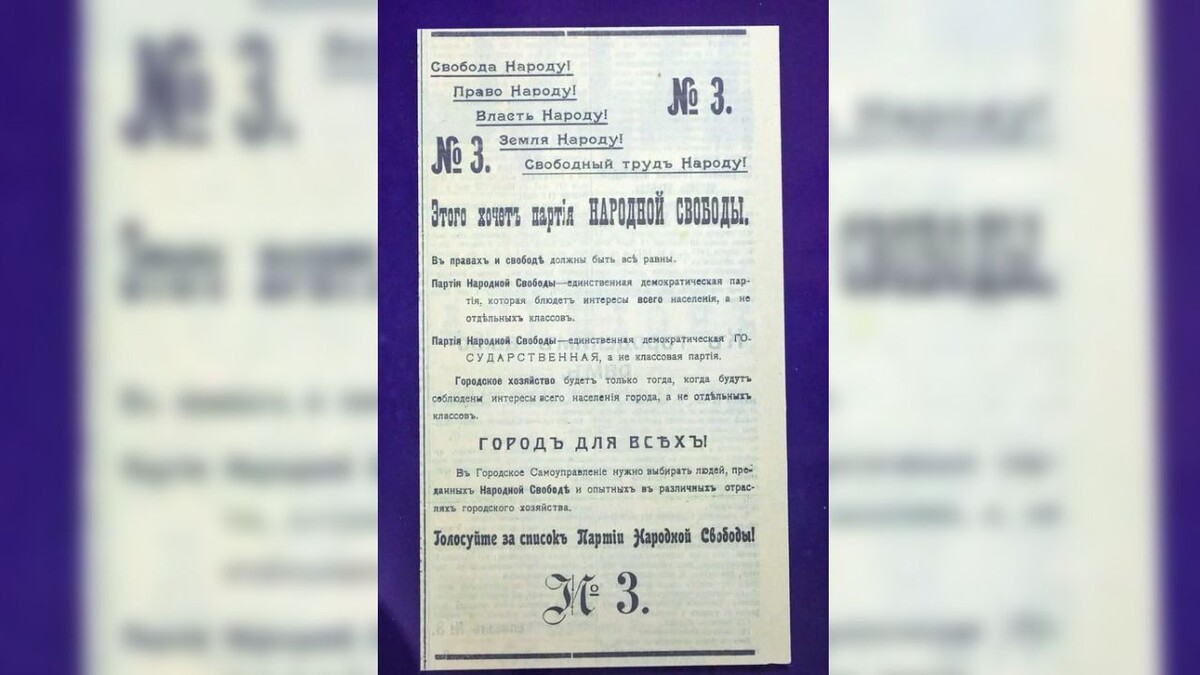 Свобода Народу!
Право Народу!
№ 3.
Власть Народу!
Земля Народу!
№ 3.
Свободный трудъ Народу!
Этого хочетъ партія НАРОДНОЙ СВОБОДЫ.
Въ правахъ и свободѣ должны быть всѣ равны.
Партія Народной Свободы—единственная демократическая пар-
тія, которая блюдетъ интересы всего населенія, а не
отдѣльныхъ классовъ.
Партія Народной Свободы—единственная демократическая ГО-
СУДАРСТВЕННАЯ, а не классовая партія.
Городское хозяйство будетъ только тогда, когда будутъ
соблюдены интересы всего населенія города, а не отдѣльныхъ
классовъ.
ГОРОДЪ ДЛЯ ВСѢХЪ!
Въ Городское Самоуправленіе нужно выбирать людей, пре-
данныхъ Народной Свободѣ и опытныхъ въ различныхъ отрас-
ляхъ городского хозяйства.
Голосуйте за списокъ Партіи Народной Свободы!
№ 3.